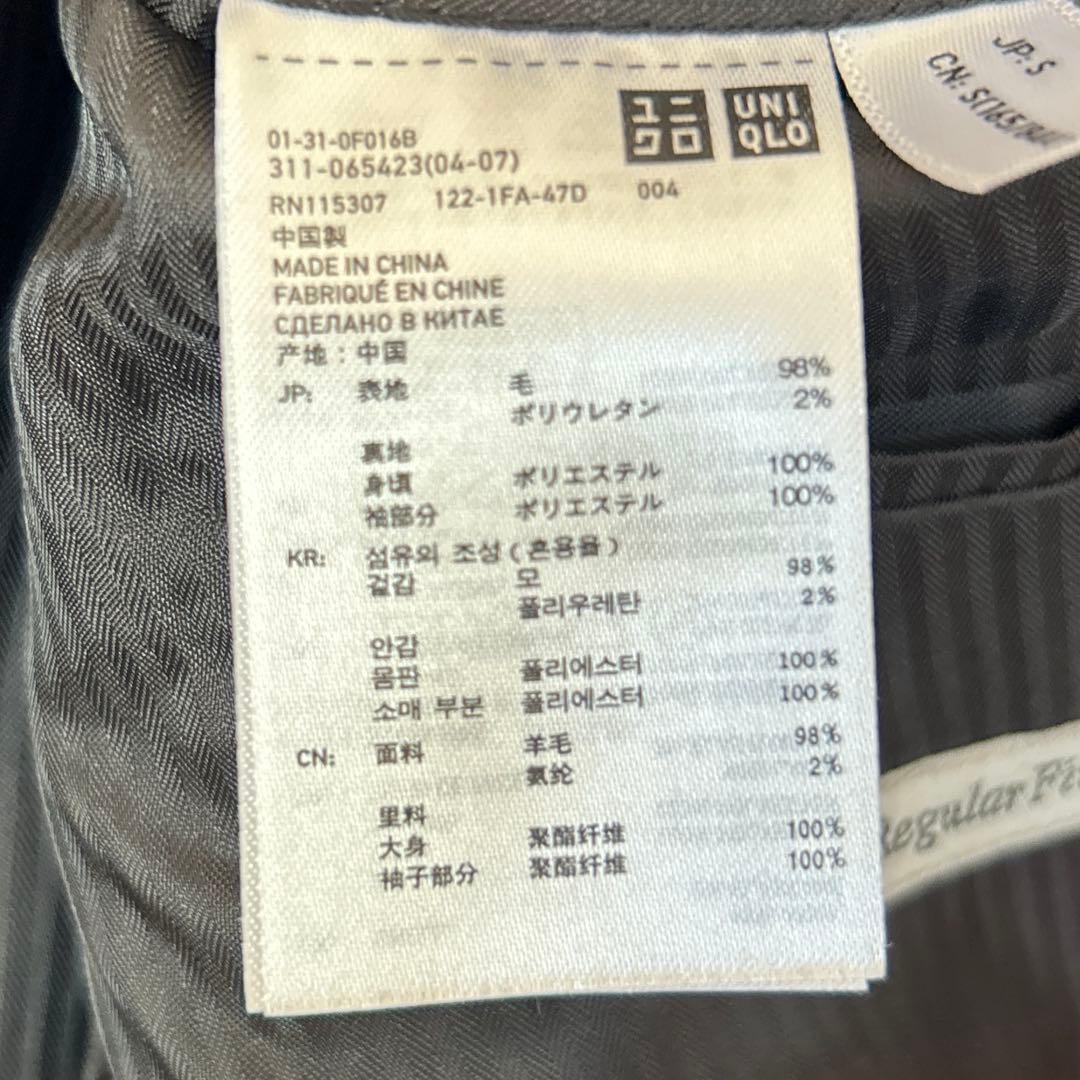 ユニクロ
UNIQLO
01-31-0F016B
311-065423(04-07)
RN115307 122-1FA-47D 004
中国製
MADE IN CHINA
FABRIQUÉ EN CHINE
СДЕЛАНО В КИТАЕ
产地：中国
JP: 表地 毛 98%
ポリウレタン 2%
裏地
身頃 ポリエステル 100%
袖部分 ポリエステル 100%
KR: 섬유의 조성 ( 혼용율 )
겉감 모 98%
폴리우레탄 2%
안감
몸판 폴리에스터 100%
소매 부분 폴리에스터 100%
CN: 面料 羊毛 98%
氨纶 2%
里料
大身 聚酯纤维 100%
袖子部分 聚酯纤维 100%
JP: S
CN:
Regular